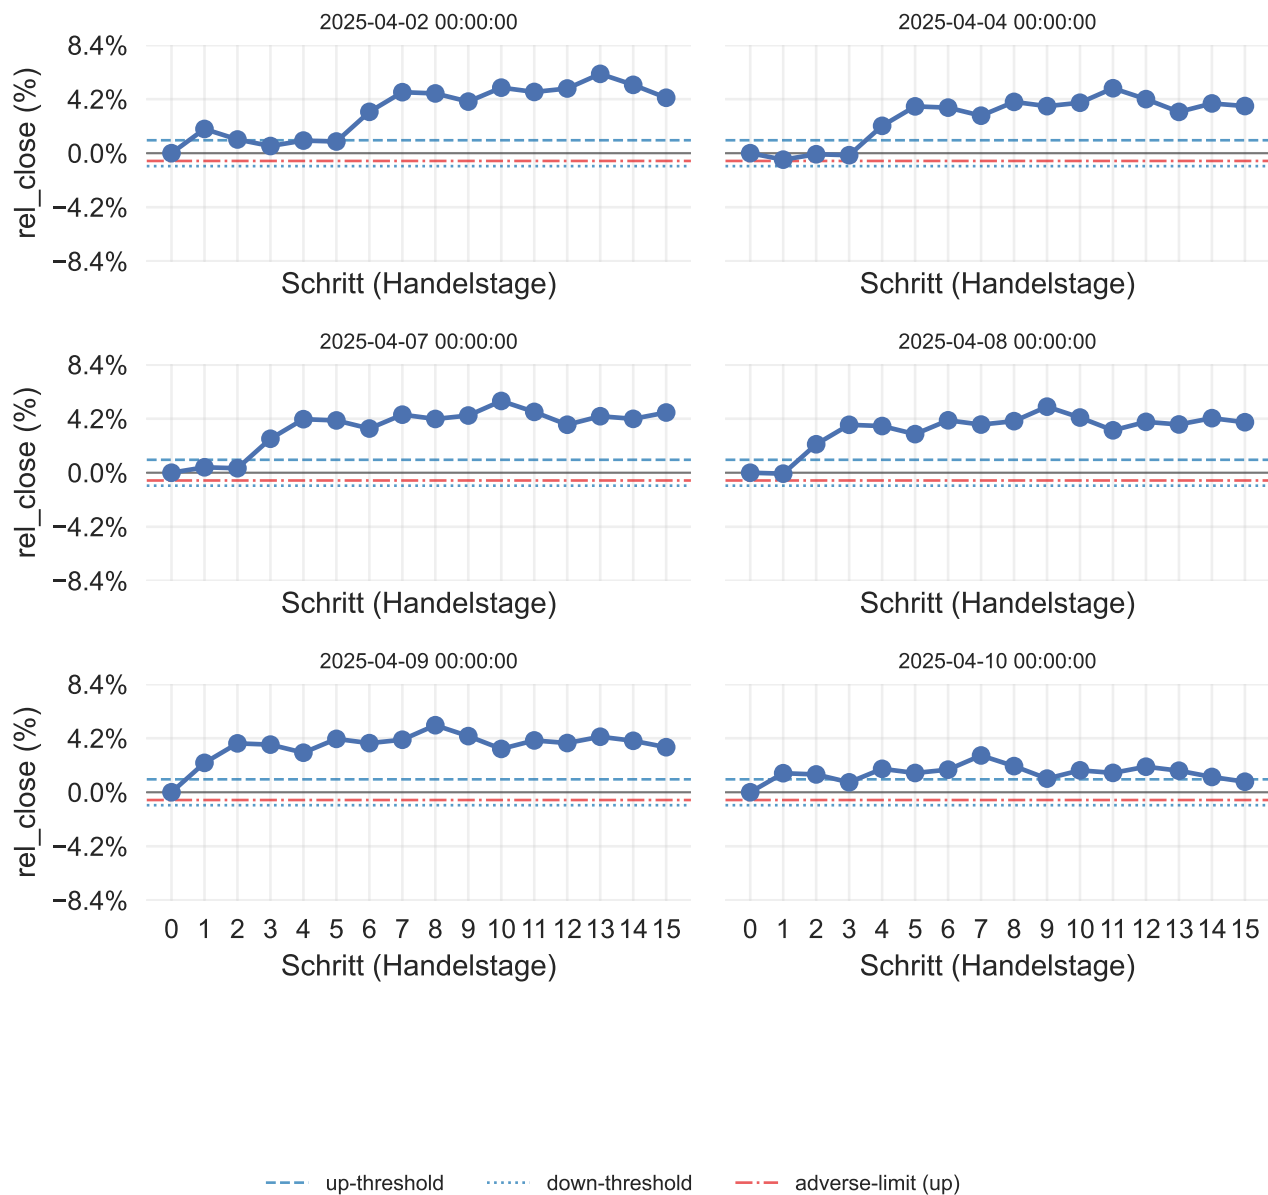 2025-04-02 00:00:00
2025-04-04 00:00:00
8.4%
4.2%
0.0%
−4.2%
−8.4%
rel_close (%)
Schritt (Handelstage)
Schritt (Handelstage)
2025-04-07 00:00:00
2025-04-08 00:00:00
8.4%
4.2%
0.0%
−4.2%
−8.4%
rel_close (%)
Schritt (Handelstage)
Schritt (Handelstage)
2025-04-09 00:00:00
2025-04-10 00:00:00
8.4%
4.2%
0.0%
−4.2%
−8.4%
rel_close (%)
0 1 2 3 4 5 6 7 8 9 10 11 12 13 14 15
0 1 2 3 4 5 6 7 8 9 10 11 12 13 14 15
Schritt (Handelstage)
Schritt (Handelstage)
up-threshold
down-threshold
adverse-limit (up)